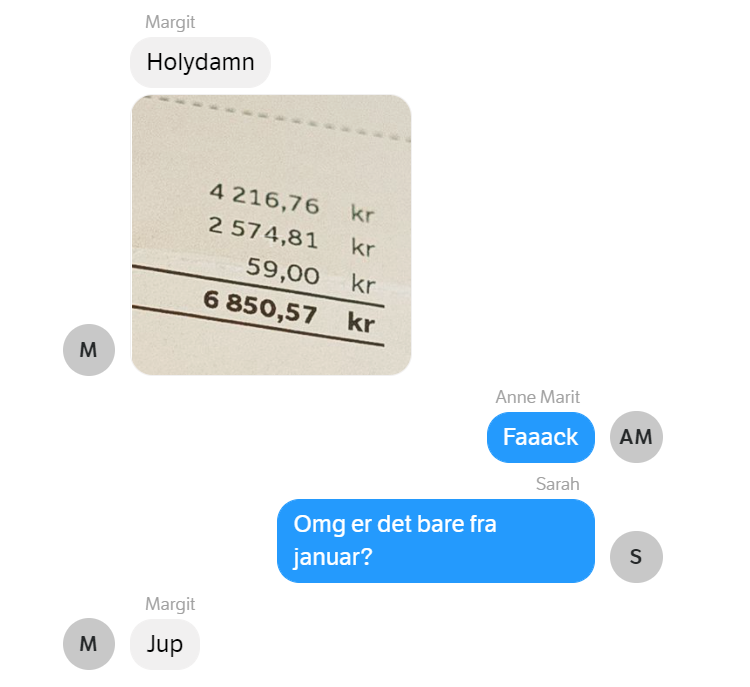 Margit
Holydamn
4 216,76 kr
2 574,81 kr
59,00 kr
6 850,57 kr
M
Anne Marit
Faaack
AM
Sarah
Omg er det bare fra
januar?
S
Margit
M
Jup